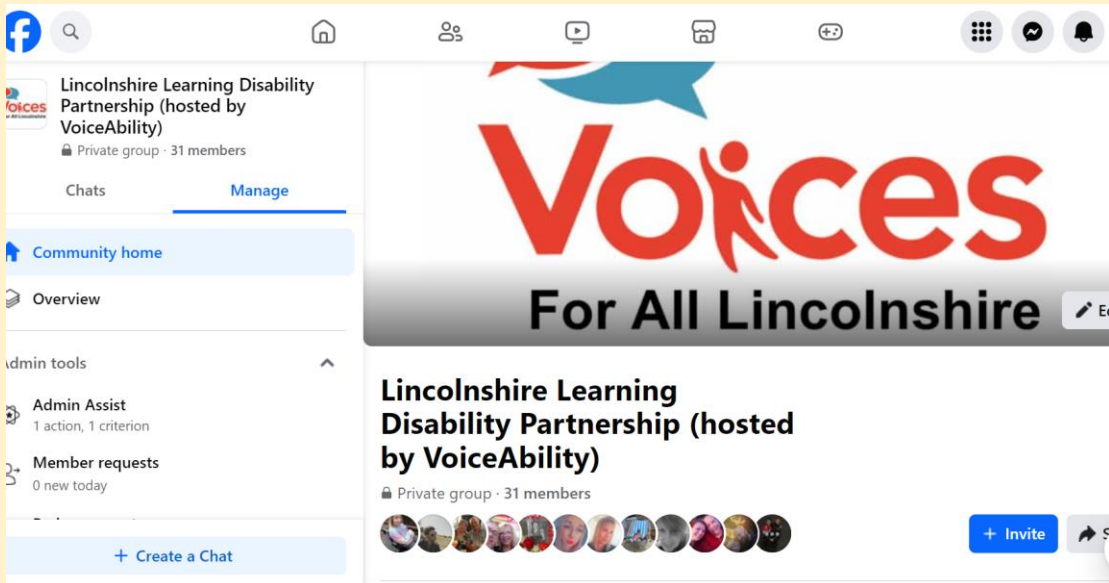 Voices
Lincolnshire Learning Disability
Partnership (hosted by
VoiceAbility)
Private group · 31 members
Chats
Manage
Community home
Overview
Admin tools
Admin Assist
1 action, 1 criterion
Member requests
0 new today
+ Create a Chat
Voices
For All Lincolnshire
Lincolnshire Learning
Disability Partnership (hosted
by VoiceAbility)
Private group · 31 members
+ Invite